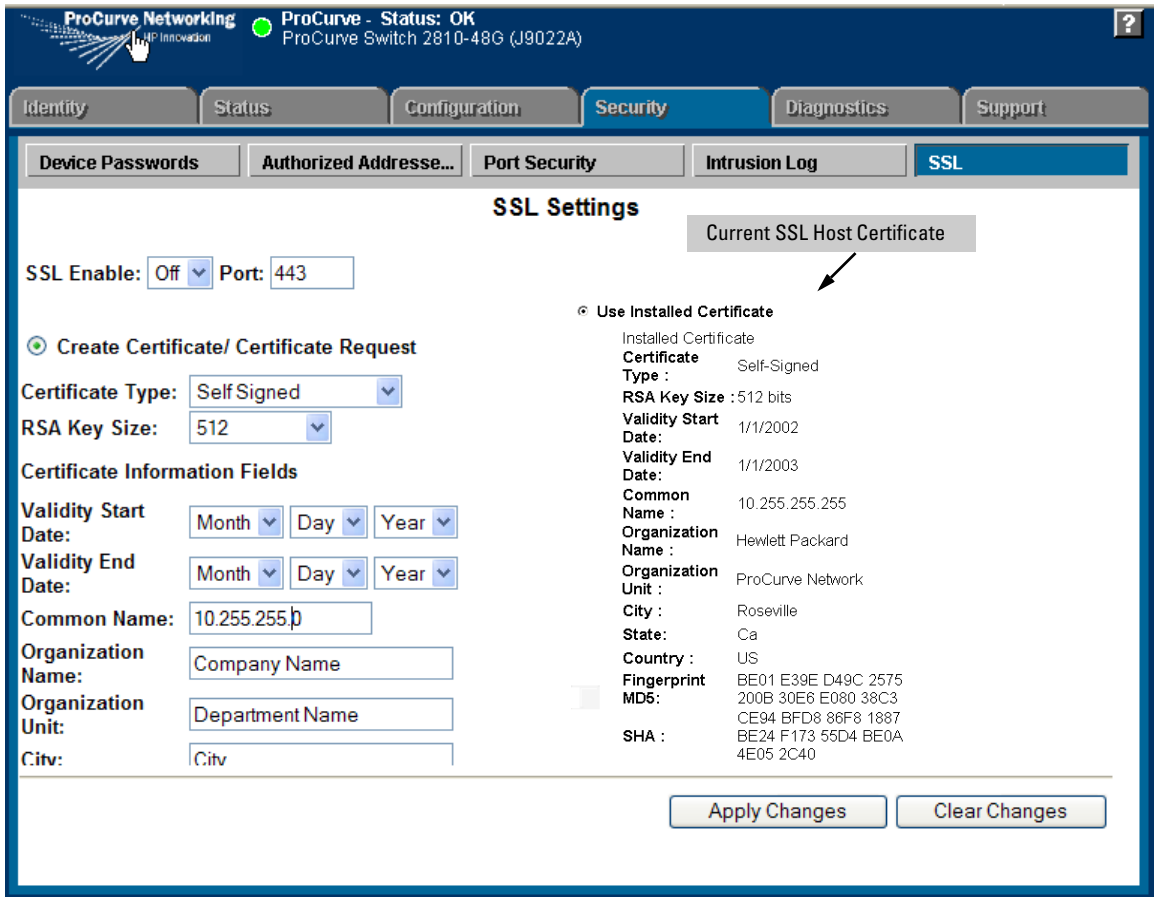 ProCurve Networking
HP Innovation
ProCurve - Status: OK
ProCurve Switch 2810-48G (J9022A)
?
Identity
Status
Configuration
Security
Diagnostics
Support
Device Passwords
Authorized Addresse...
Port Security
Intrusion Log
SSL
SSL Settings
Current SSL Host Certificate
SSL Enable: Off Port: 443
Create Certificate/ Certificate Request
Certificate Type: Self Signed
RSA Key Size: 512
Certificate Information Fields
Validity Start
Date:
Month Day Year
Validity End
Date:
Month Day Year
Common Name: 10.255.255.0
Organization
Name:
Company Name
Organization
Unit:
Department Name
City: City
Use Installed Certificate
Installed Certificate
Certificate
Type :
Self-Signed
RSA Key Size : 512 bits
Validity Start
Date:
1/1/2002
Validity End
Date:
1/1/2003
Common
Name :
10.255.255.255
Organization
Name :
Hewlett Packard
Organization
Unit :
ProCurve Network
City : Roseville
State: Ca
Country : US
Fingerprint
MD5:
BE01 E39E D49C 2575
200B 30E6 E080 38C3
SHA :
CE94 BFD8 86F8 1887
BE24 F173 55D4 BE0A
4E05 2C40
Apply Changes
Clear Changes